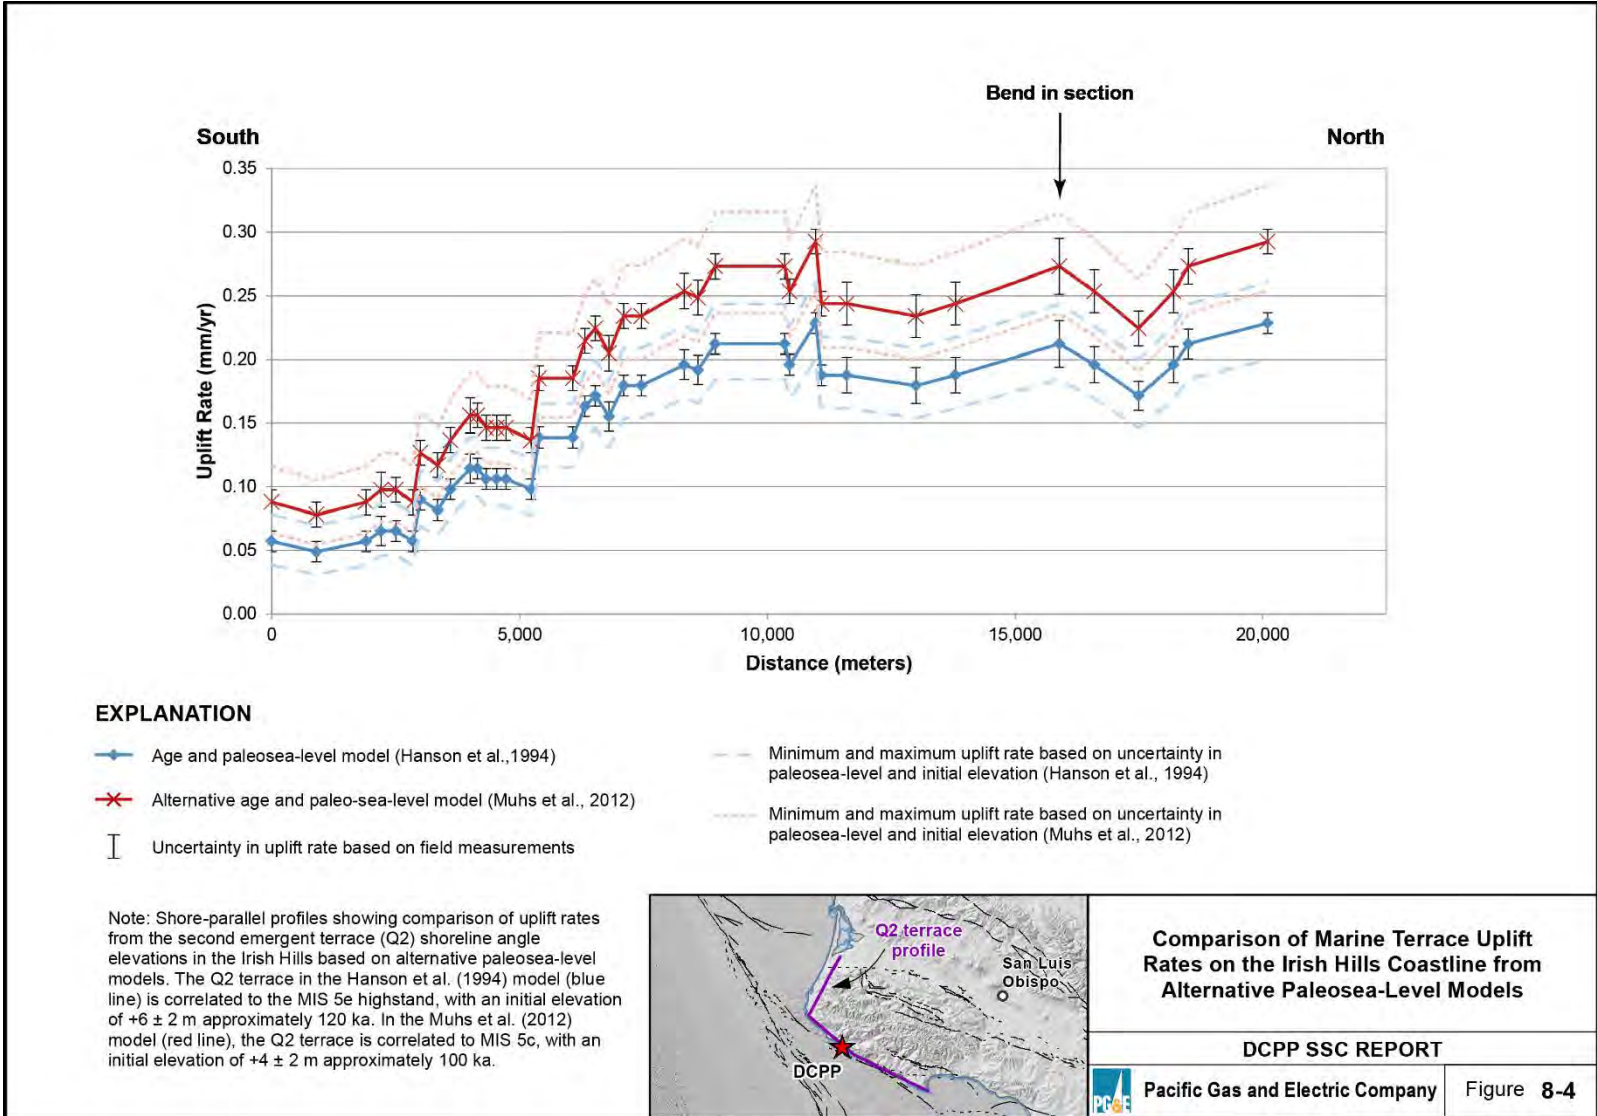 Bend in section
South
North
0.35
0.30
0.25
0.20
0.15
0.10
0.05
0.00
Uplift Rate (mm/yr)
0
5,000
10,000
15,000
20,000
Distance (meters)
EXPLANATION
Age and paleosea-level model (Hanson et al.,1994)
Alternative age and paleo-sea-level model (Muhs et al., 2012)
Uncertainty in uplift rate based on field measurements
Minimum and maximum uplift rate based on uncertainty in
paleosea-level and initial elevation (Hanson et al., 1994)
Minimum and maximum uplift rate based on uncertainty in
paleosea-level and initial elevation (Muhs et al., 2012)
Note: Shore-parallel profiles showing comparison of uplift rates
from the second emergent terrace (Q2) shoreline angle
elevations in the Irish Hills based on alternative paleosea-level
models. The Q2 terrace in the Hanson et al. (1994) model (blue
line) is correlated to the MIS 5e highstand, with an initial elevation
of +6 ± 2 m approximately 120 ka. In the Muhs et al. (2012)
model (red line), the Q2 terrace is correlated to MIS 5c, with an
initial elevation of +4 ± 2 m approximately 100 ka.
Q2 terrace
profile
San Luis
Obispo
DCPP
Comparison of Marine Terrace Uplift
Rates on the Irish Hills Coastline from
Alternative Paleosea-Level Models
DCPP SSC REPORT
PG&E
Pacific Gas and Electric Company
Figure 8-4